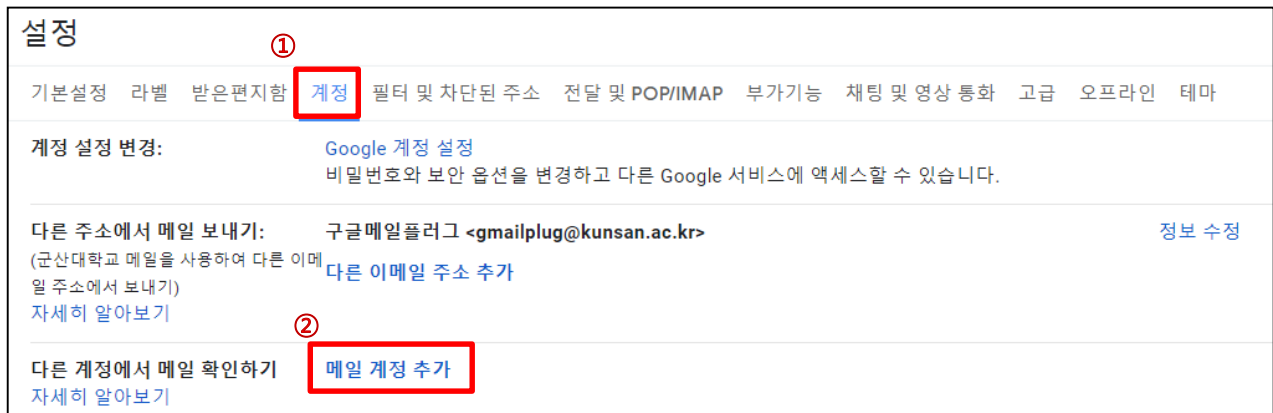 설정
①
기본설정 라벨 받은편지함 계정 필터 및 차단된 주소 전달 및 POP/IMAP 부가기능 채팅 및 영상 통화 고급 오프라인 테마
계정 설정 변경: Google 계정 설정
비밀번호와 보안 옵션을 변경하고 다른 Google 서비스에 액세스할 수 있습니다.
다른 주소에서 메일 보내기: 구글메일플러그 <gmailplug@kunsan.ac.kr> 정보 수정
(군산대학교 메일을 사용하여 다른 이메
일 주소에서 보내기)
다른 이메일 주소 추가
자세히 알아보기
②
다른 계정에서 메일 확인하기 메일 계정 추가
자세히 알아보기